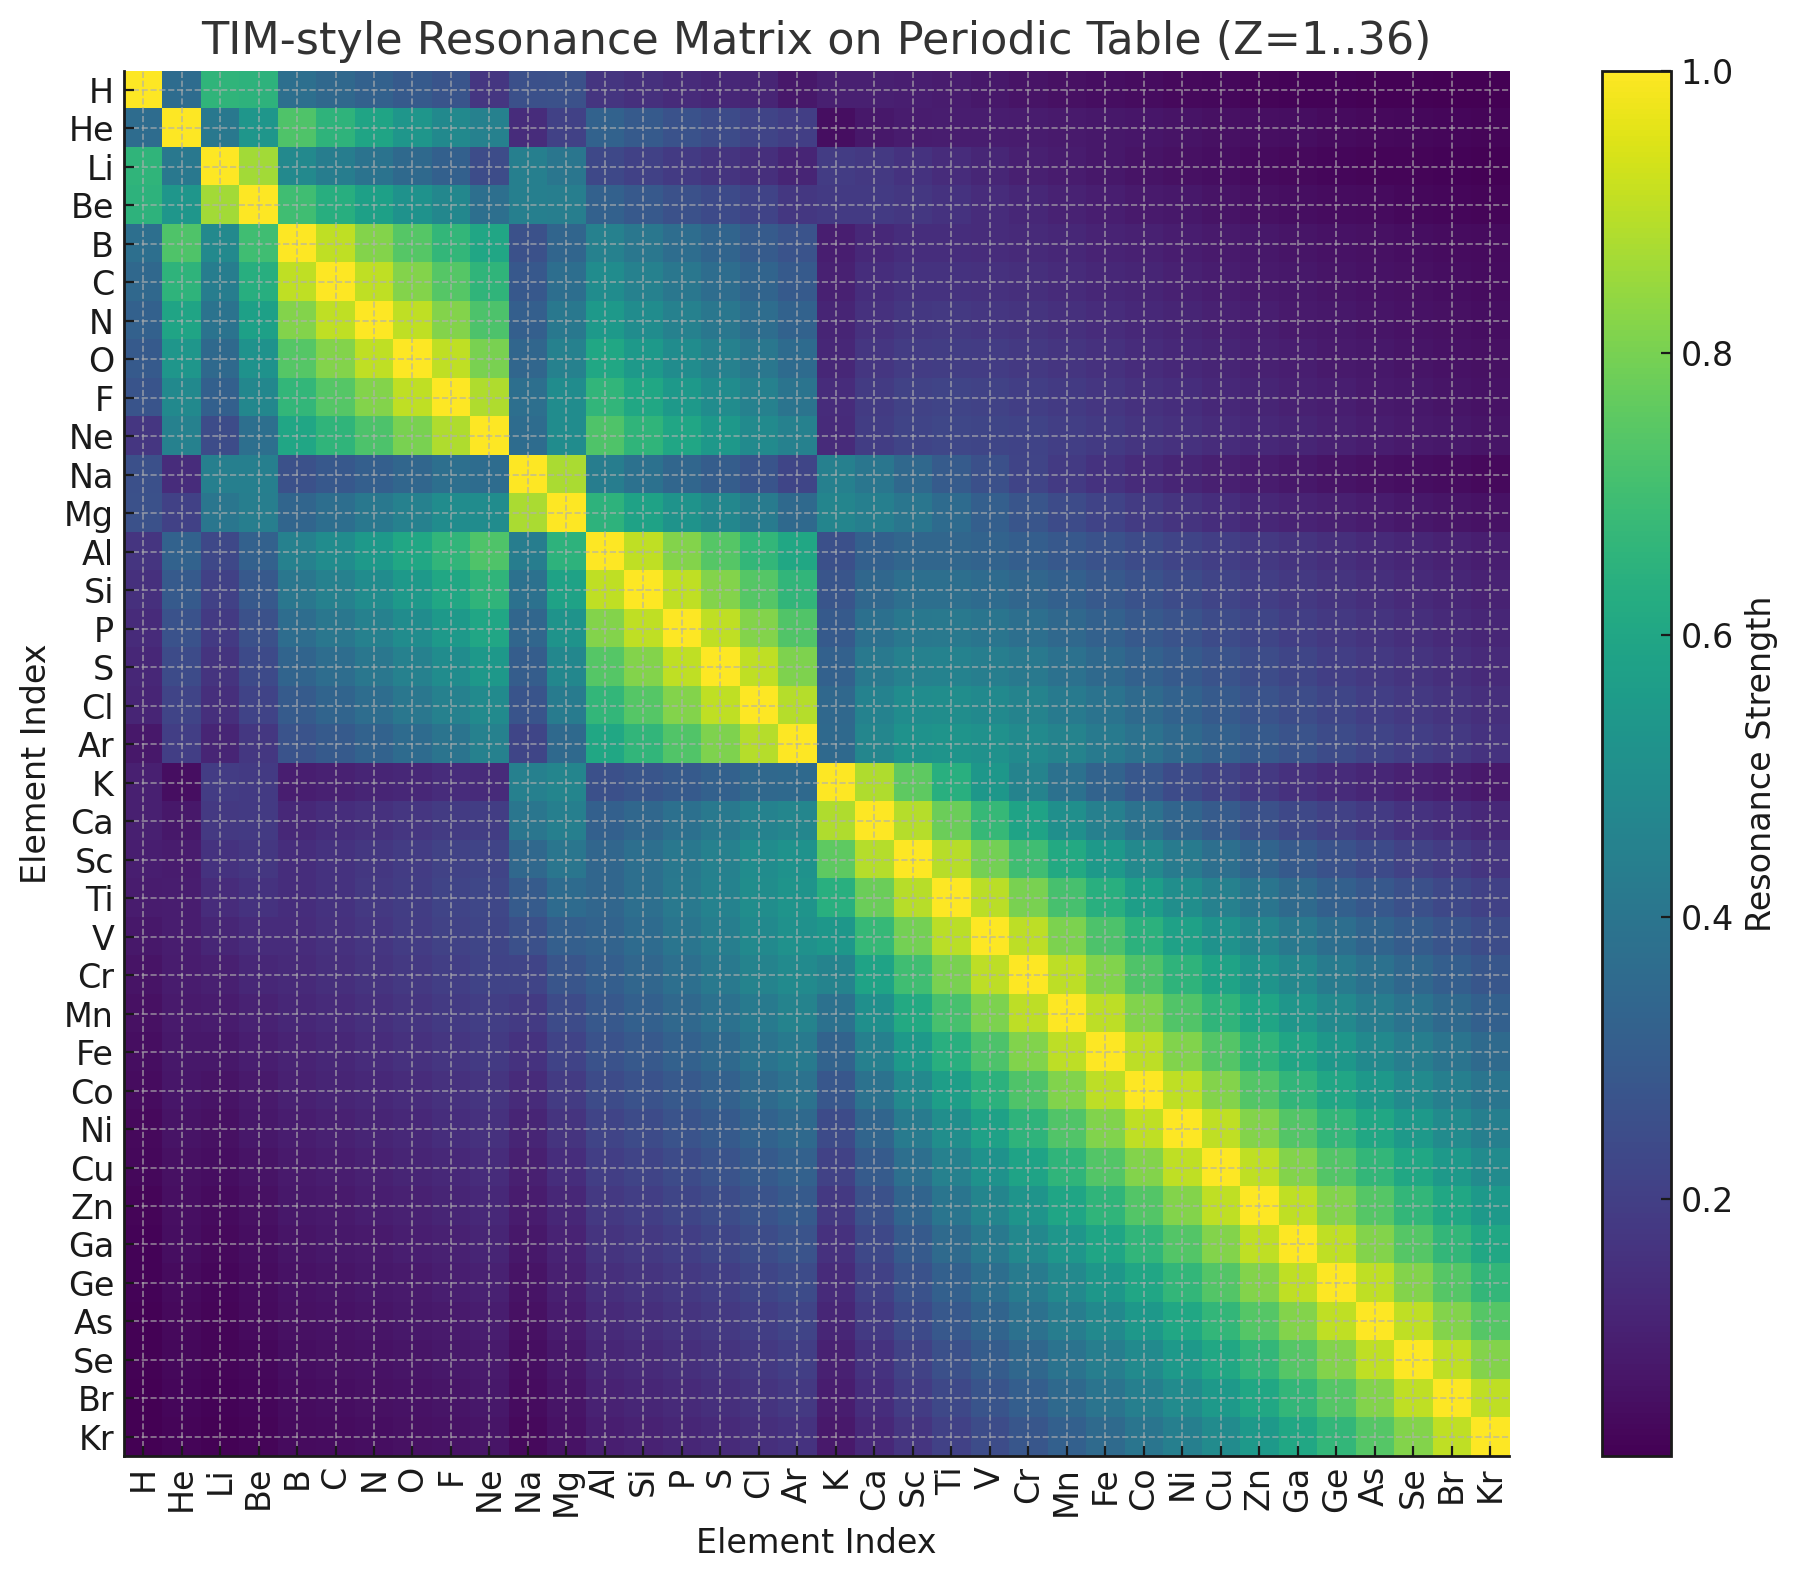 TIM-style Resonance Matrix on Periodic Table (Z=1..36)
H
He
Li
Be
B
C
N
O
F
Ne
Na
Mg
Al
Si
P
S
Cl
Ar
K
Ca
Sc
Ti
V
Cr
Mn
Fe
Co
Ni
Cu
Zn
Ga
Ge
As
Se
Br
Kr
Element Index
H He Li Be B C N O F Ne Na Mg Al Si P S Cl Ar K Ca Sc Ti V Cr Mn Fe Co Ni Cu Zn Ga Ge As Se Br Kr
Element Index
1.0
0.8
0.6
0.4
0.2
Resonance Strength